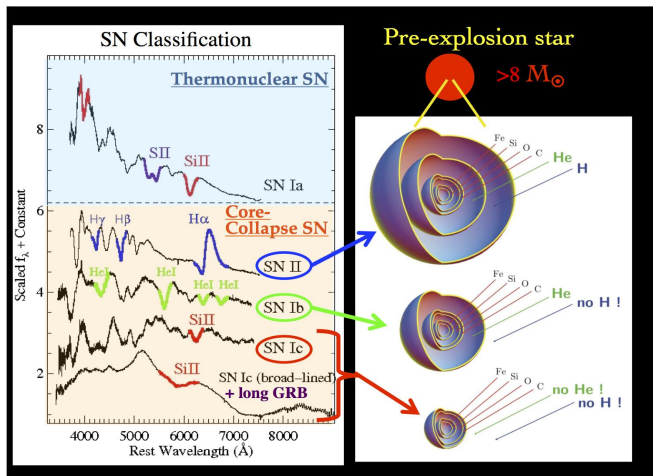 SN Classification
Thermonuclear SN
SII
SiII
SN Ia
Core-
Collapse SN
Hγ
Hβ
Hα
SN II
HeI
HeI
HeI
HeI
SN Ib
SiII
SN Ic
SiII
SN Ic (broad–lined)
+ long GRB
8
6
4
2
Scaled fλ + Constant
4000 5000 6000 7000 8000
Rest Wavelength (Å)
Pre-explosion star
>8 M☉
Fe
Si
O
C
He
H
Fe
Si
O
C
He
no H !
Fe
Si
O
C
no He !
no H !